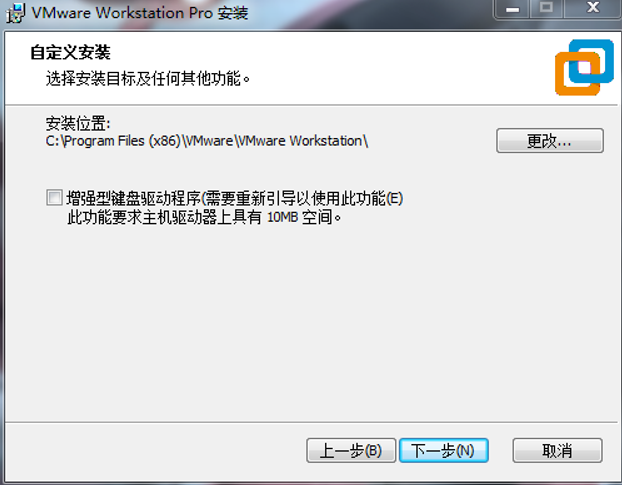 VMware Workstation Pro 安装
自定义安装
选择安装目标及任何其他功能。
安装位置:
C:\Program Files (x86)\VMware\VMware Workstation\
更改...
增强型键盘驱动程序(需要重新引导以使用此功能(E)
此功能要求主机驱动器上具有 10MB 空间。
上一步(B) 下一步(N) 取消